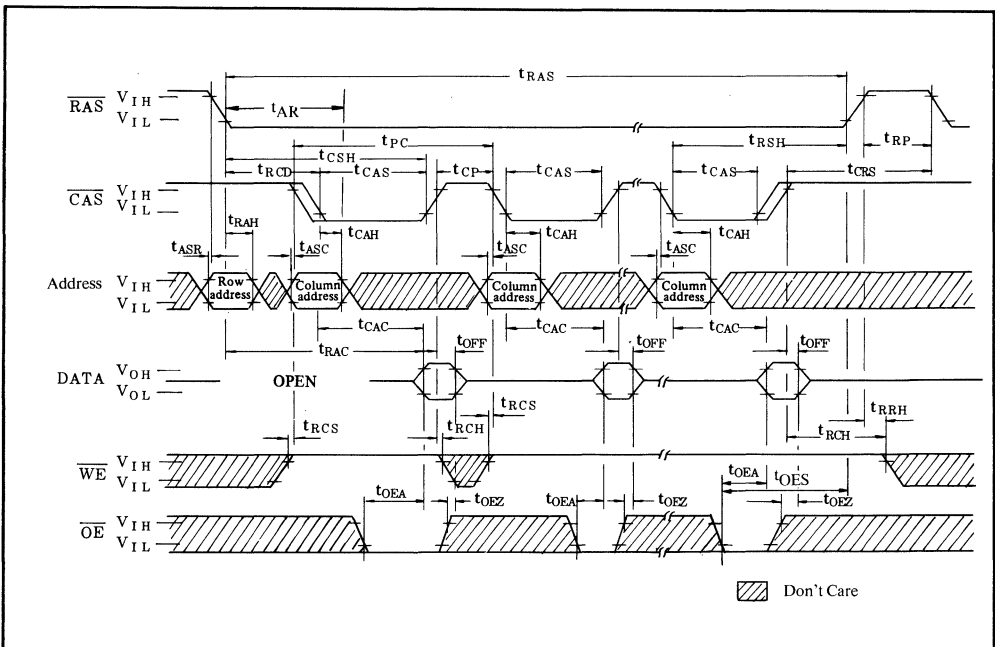 tRAS
RAS VIH
VIL
tAR
tPC
tRSH
tRP
tCSH
tRCD tCAS tCP tCAS tCAS tCRS
CAS VIH
VIL
tRAH
tCAH tCAH tCAH
tASR tASC tASC tASC
Address VIH
VIL
Row address
Column address
Column address
Column address
tCAC tCAC tCAC
tRAC
tOFF tOFF tOFF
DATA VOH
VOL
OPEN
tRCS
tRRH
tRCS tRCH tRCH
WE VIH
VIL
tOEA tOES
tOEA tOEZ tOEA tOEZ tOEZ
OE VIH
VIL
Don't Care